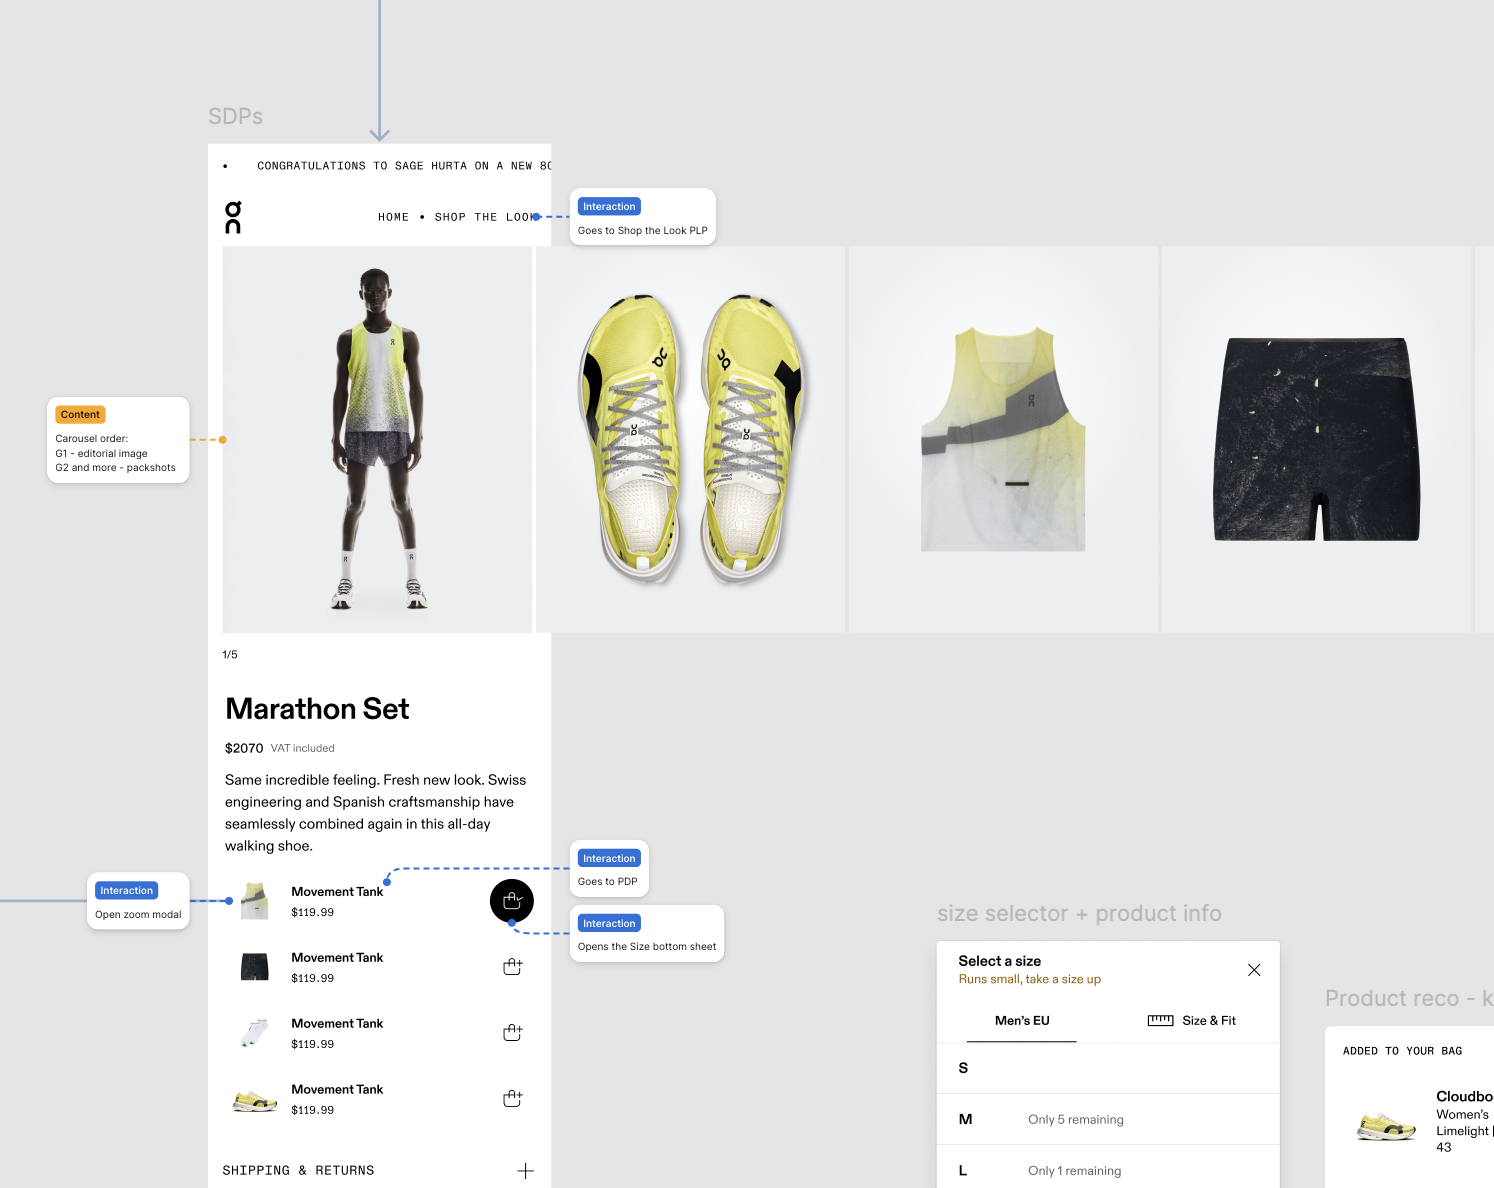 SDPs
• CONGRATULATIONS TO SAGE HURTA ON A NEW
HOME • SHOP THE LOOK
Interaction
Goes to Shop the Look PLP
Content
Carousel order:
G1 - editorial image
G2 and more - packshots
1/5
Marathon Set
$2070 VAT included
Same incredible feeling. Fresh new look. Swiss
engineering and Spanish craftsmanship have
seamlessly combined again in this all-day
walking shoe.
Interaction
Open zoom modal
Movement Tank
$119.99
Interaction
Goes to PDP
Interaction
Opens the Size bottom sheet
Movement Tank
$119.99
Movement Tank
$119.99
Movement Tank
$119.99
SHIPPING & RETURNS
size selector + product info
Select a size
Runs small, take a size up
Men's EU
Size & Fit
S
M Only 5 remaining
L Only 1 remaining
Product reco - k
ADDED TO YOUR BAG
Cloudbo
Women's
Limelight |
43